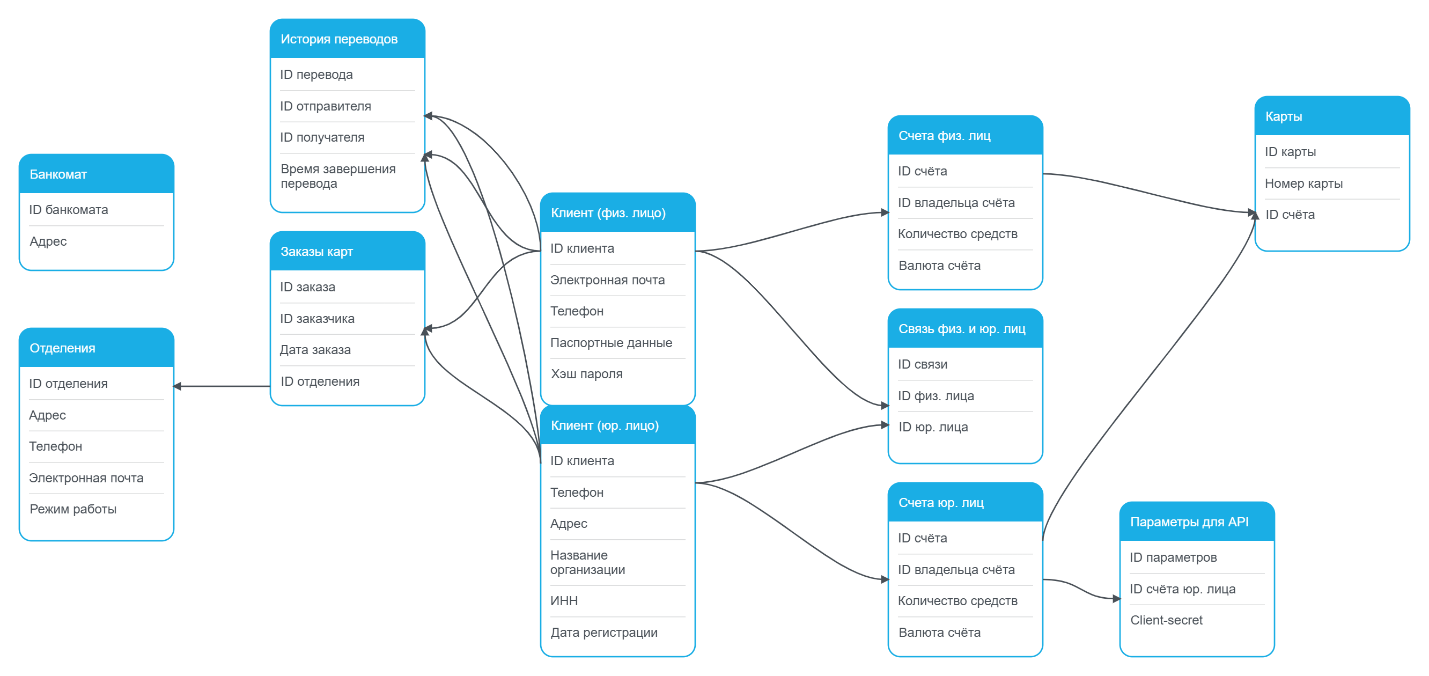 История переводов
ID перевода
ID отправителя
ID получателя
Время завершения
перевода
Банкомат
ID банкомата
Адрес
Заказы карт
ID заказа
ID заказчика
Дата заказа
ID отделения
Отделения
ID отделения
Адрес
Телефон
Электронная почта
Режим работы
Клиент (физ. лицо)
ID клиента
Электронная почта
Телефон
Паспортные данные
Хэш пароля
Клиент (юр. лицо)
ID клиента
Телефон
Адрес
Название
организации
ИНН
Дата регистрации
Счета физ. лиц
ID счёта
ID владельца счёта
Количество средств
Валюта счёта
Связь физ. и юр. лиц
ID связи
ID физ. лица
ID юр. лица
Счета юр. лиц
ID счёта
ID владельца счёта
Количество средств
Валюта счёта
Карты
ID карты
Номер карты
ID счёта
Параметры для API
ID параметров
ID счёта юр. лица
Client-secret